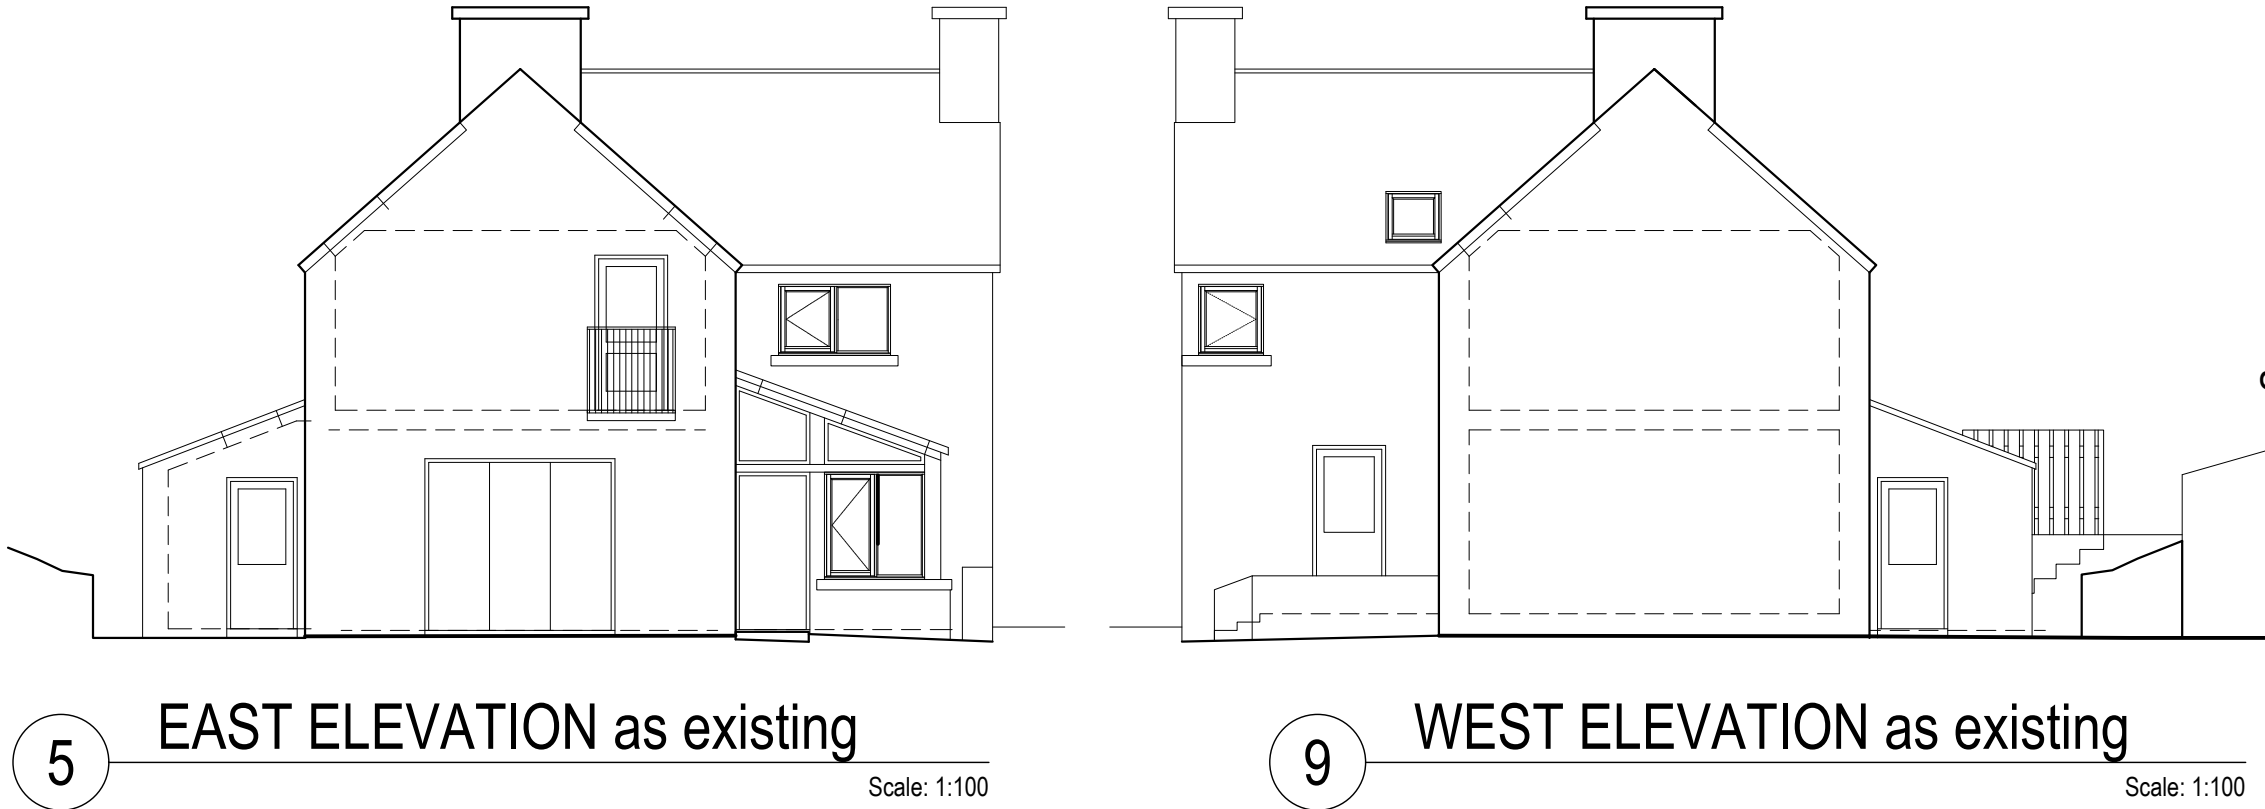 5
EAST ELEVATION as existing
Scale: 1:100
9
WEST ELEVATION as existing
Scale: 1:100